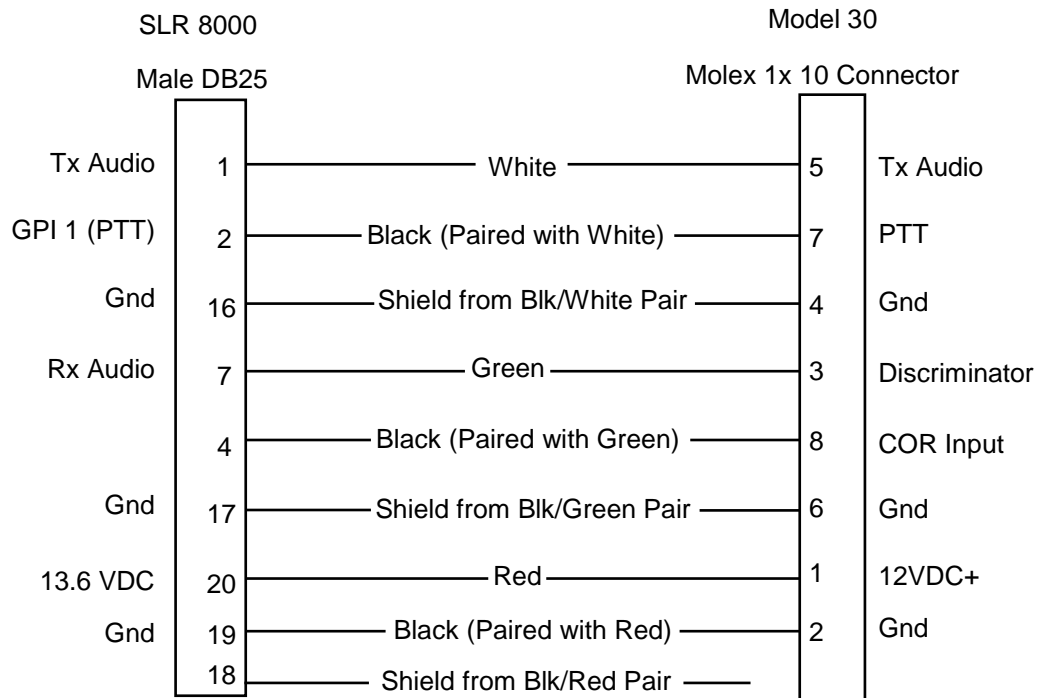 SLR 8000
Model 30
Male DB25
Molex 1x 10 Connector
Tx Audio 1 White 5 Tx Audio
GPI 1 (PTT) 2 Black (Paired with White) 7 PTT
Gnd 16 Shield from Blk/White Pair 4 Gnd
Rx Audio 7 Green 3 Discriminator
4 Black (Paired with Green) 8 COR Input
Gnd 17 Shield from Blk/Green Pair 6 Gnd
13.6 VDC 20 Red 1 12VDC+
Gnd 19 Black (Paired with Red) 2 Gnd
18 Shield from Blk/Red Pair